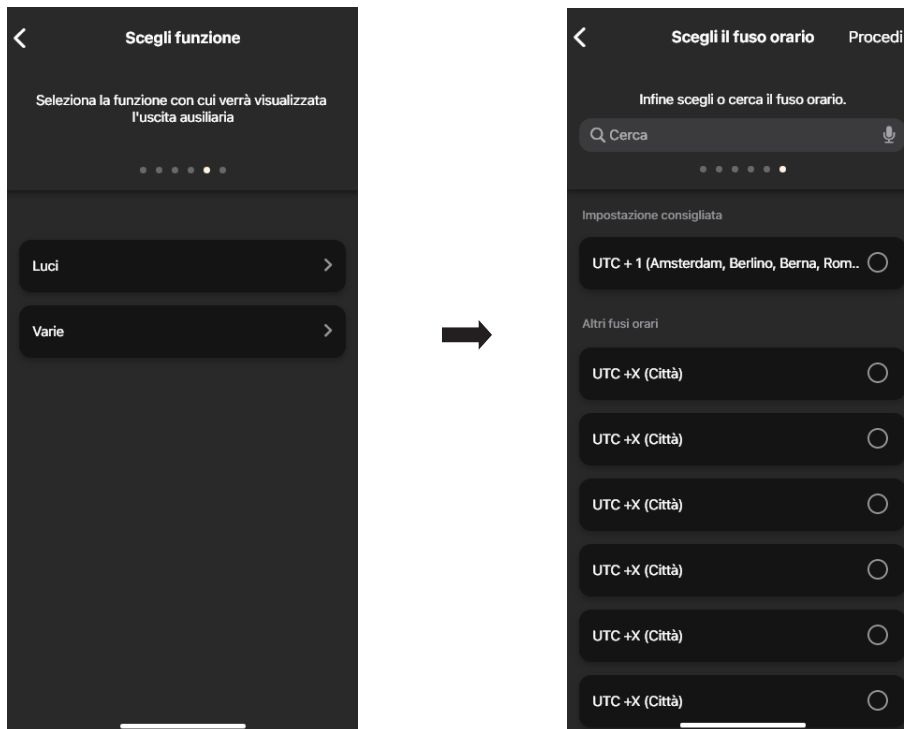 Scegli funzione
Seleziona la funzione con cui verrà visualizzata
l'uscita ausiliaria
Luci
Varie
Scegli il fuso orario
Procedi
Infine scegli o cerca il fuso orario.
Cerca
Impostazione consigliata
UTC + 1 (Amsterdam, Berlino, Berna, Rom..
Altri fusi orari
UTC +X (Città)
UTC +X (Città)
UTC +X (Città)
UTC +X (Città)
UTC +X (Città)
UTC +X (Città)